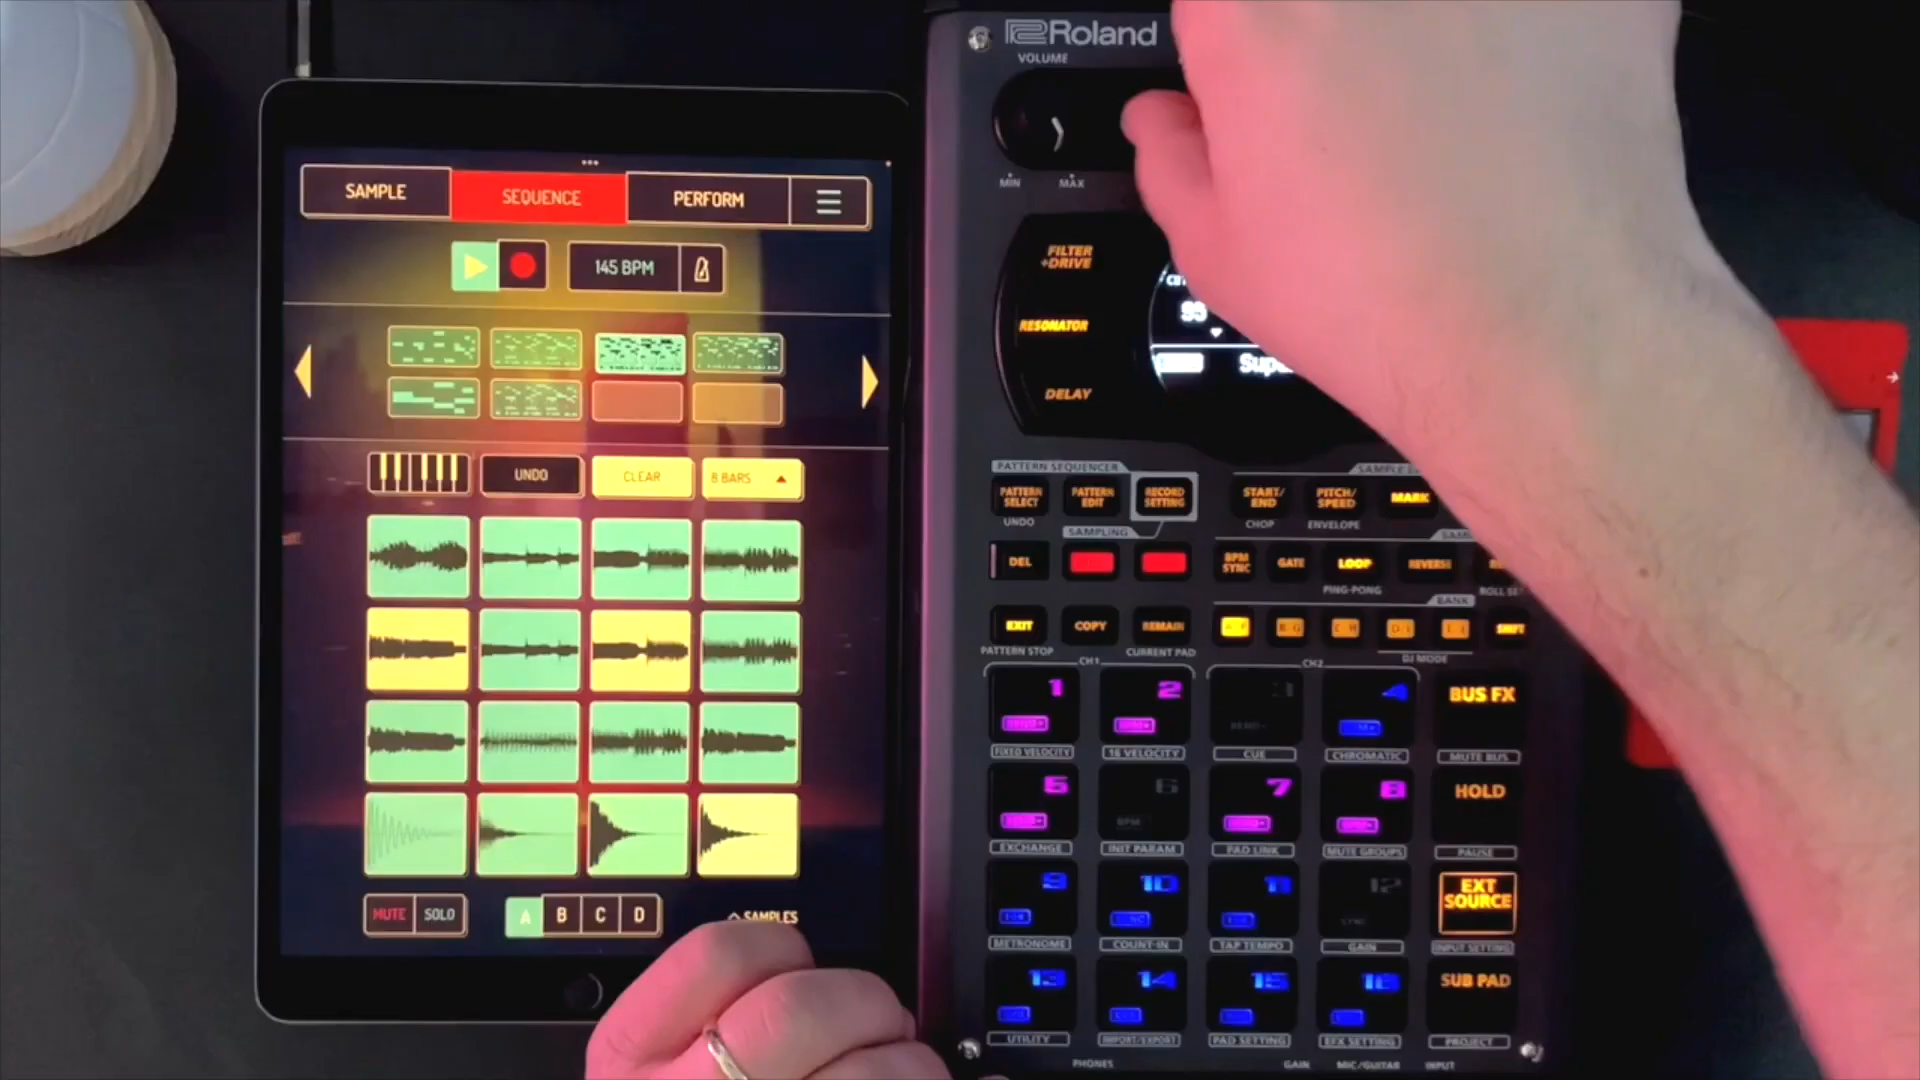 SAMPLE
SEQUENCE
PERFORM
145 BPM
UNDO
CLEAR
8 BARS
MUTE
SOLO
A
B
C
D
SAMPLES
Roland
VOLUME
MIN
MAX
FILTER
+DRIVE
RESONATOR
DELAY
PATTERN SEQUENCER
PATTERN
SELECT
PATTERN
EDIT
RECORD
SETTING
START/
END
PITCH/
SPEED
MARK
UNDO
CHOP
ENVELOPE
SAMPLING
DEL
BPM
SYNC
GATE
LOOP
REVERSE
PING-PONG
BANK
EXIT
COPY
REMAIN
SHIFT
PATTERN STOP
CURRENT PAD
DJ MODE
CH1
CH2
1
2
4
BUS FX
FIXED VELOCITY
16 VELOCITY
CUE
CHROMATIC
MUTE BUS
5
6
7
8
HOLD
BPM
EXCHANGE
INIT PARAM
PAD LINK
MUTE GROUPS
PAUSE
9
10
11
12
EXT
SOURCE
SYNC
METRONOME
COUNT-IN
TAP TEMPO
GAIN
INPUT SETTING
13
14
15
16
SUB PAD
UTILITY
IMPORT/EXPORT
PAD SETTING
EFX SETTING
PROJECT
PHONES
GAIN
MIC/GUITAR
INPUT